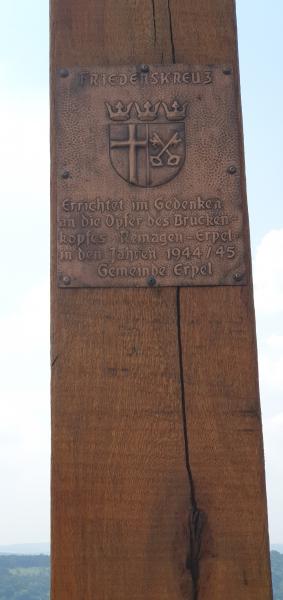 FRIEDENSKREUZ
Errichtet im Gedenken
an die Opfer des Brücken-
kopfes Remagen-Erpel
in den Jahren 1944/45
Gemeinde Erpel